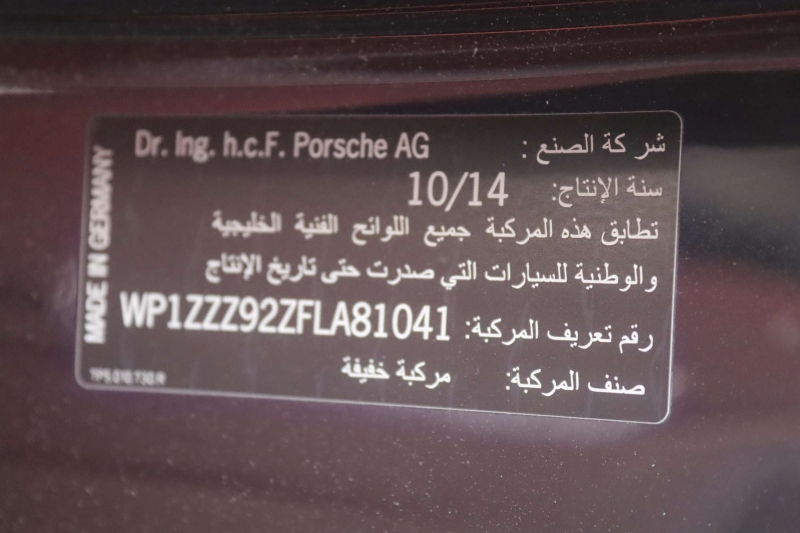 شركة الصنع : Dr. Ing. h.c.F. Porsche AG
سنة الإنتاج: 10/14
تطابق هذه المركبة جميع اللوائح الفنية الخليجية
والوطنية للسيارات التي صدرت حتى تاريخ الإنتاج
رقم تعريف المركبة: WP1ZZZ92ZFLA81041
صنف المركبة: مركبة خفيفة
MADE IN GERMANY